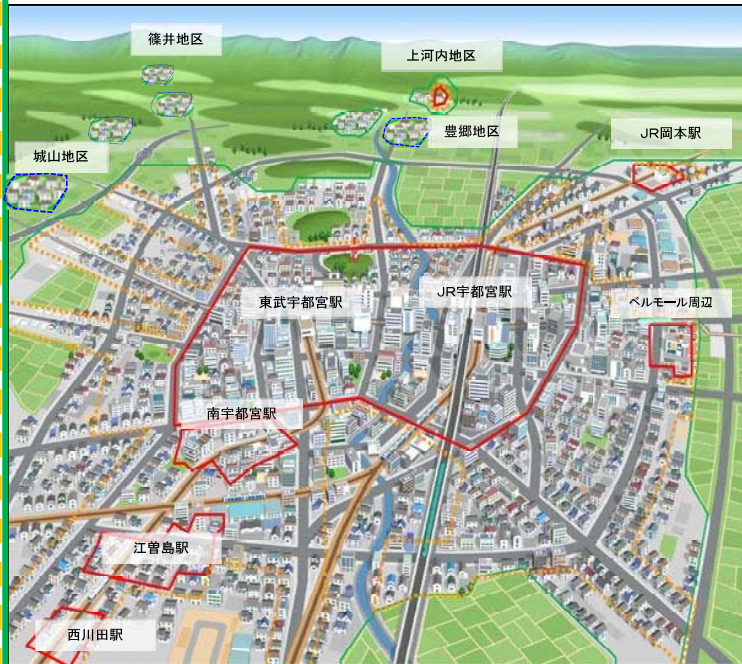 篠井地区
上河内地区
豊郷地区
JR岡本駅
城山地区
東武宇都宮駅
JR宇都宮駅
ベルモール周辺
南宇都宮駅
江曽島駅
西川田駅